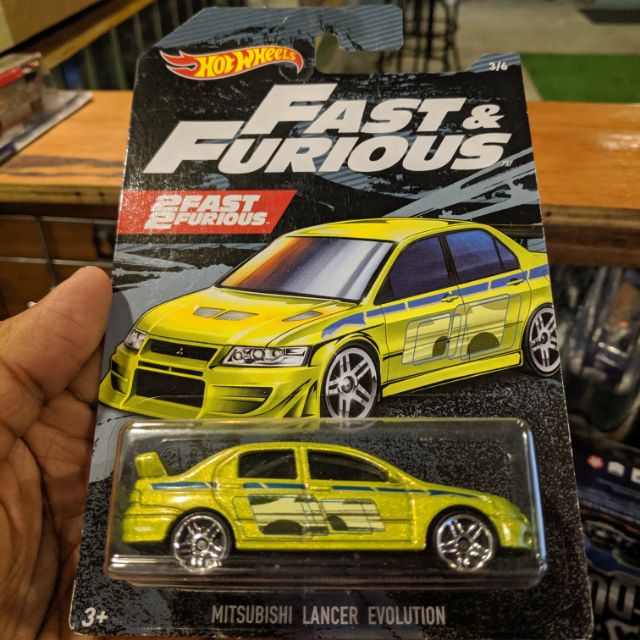 Hot Wheels
3/6
FAST &
FURIOUS
2 FAST
2 FURIOUS
3+
MITSUBISHI LANCER EVOLUTION